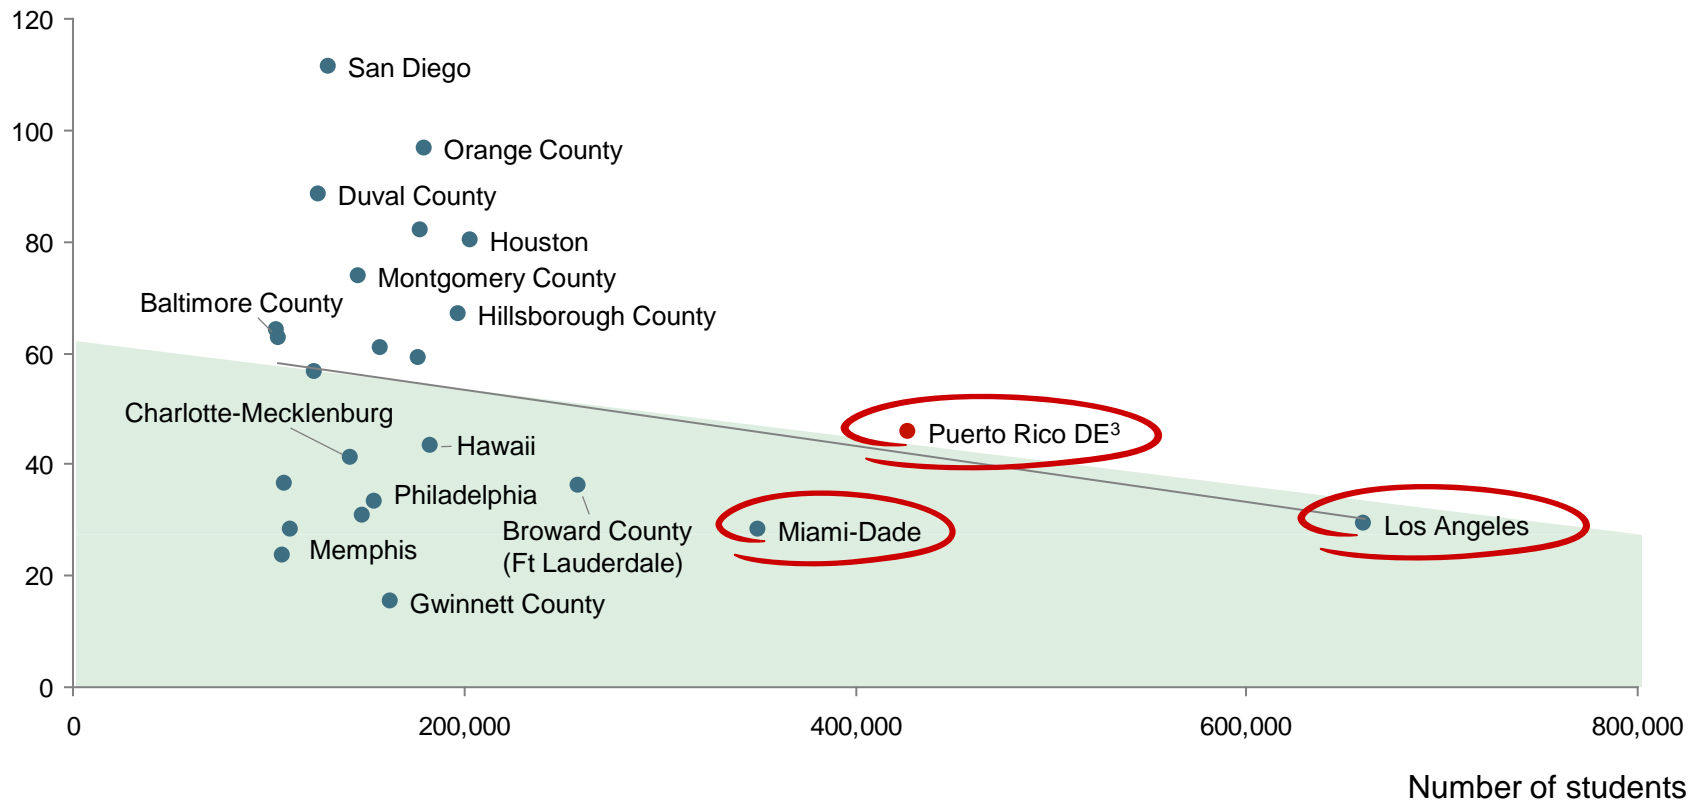 120
San Diego
100
Orange County
Duval County
80
Houston
Montgomery County
Baltimore County
Hillsborough County
60
Charlotte-Mecklenburg
Puerto Rico DE³
Hawaii
40
Philadelphia
Broward County
(Ft Lauderdale)
Miami-Dade
Los Angeles
Memphis
20
Gwinnett County
0
0 200,000 400,000 600,000 800,000
Number of students